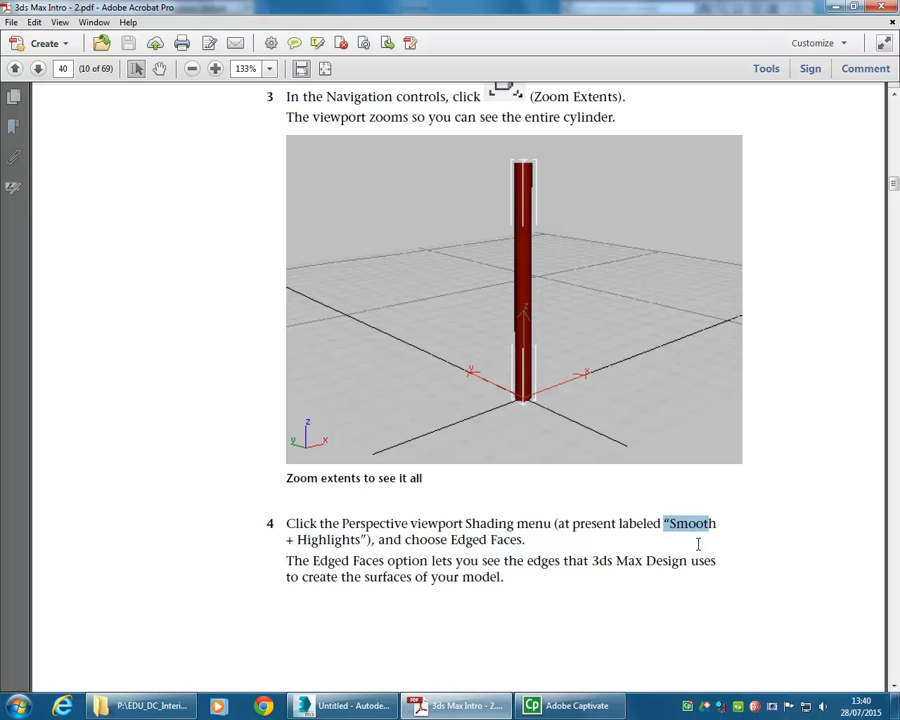 3ds Max Intro - 2.pdf - Adobe Acrobat Pro
File Edit View Window Help
Create Customize
40 (10 of 69) 133% Tools Sign Comment
3 In the Navigation controls, click (Zoom Extents).
The viewport zooms so you can see the entire cylinder.
z
y x
z
y x
Zoom extents to see it all
4 Click the Perspective viewport Shading menu (at present labeled “Smooth
+ Highlights”), and choose Edged Faces.
The Edged Faces option lets you see the edges that 3ds Max Design uses
to create the surfaces of your model.
P:\EDU_DC_Interi... Untitled - Autode... 3ds Max Intro - 2.... Adobe Captivate 13:40
28/07/2015